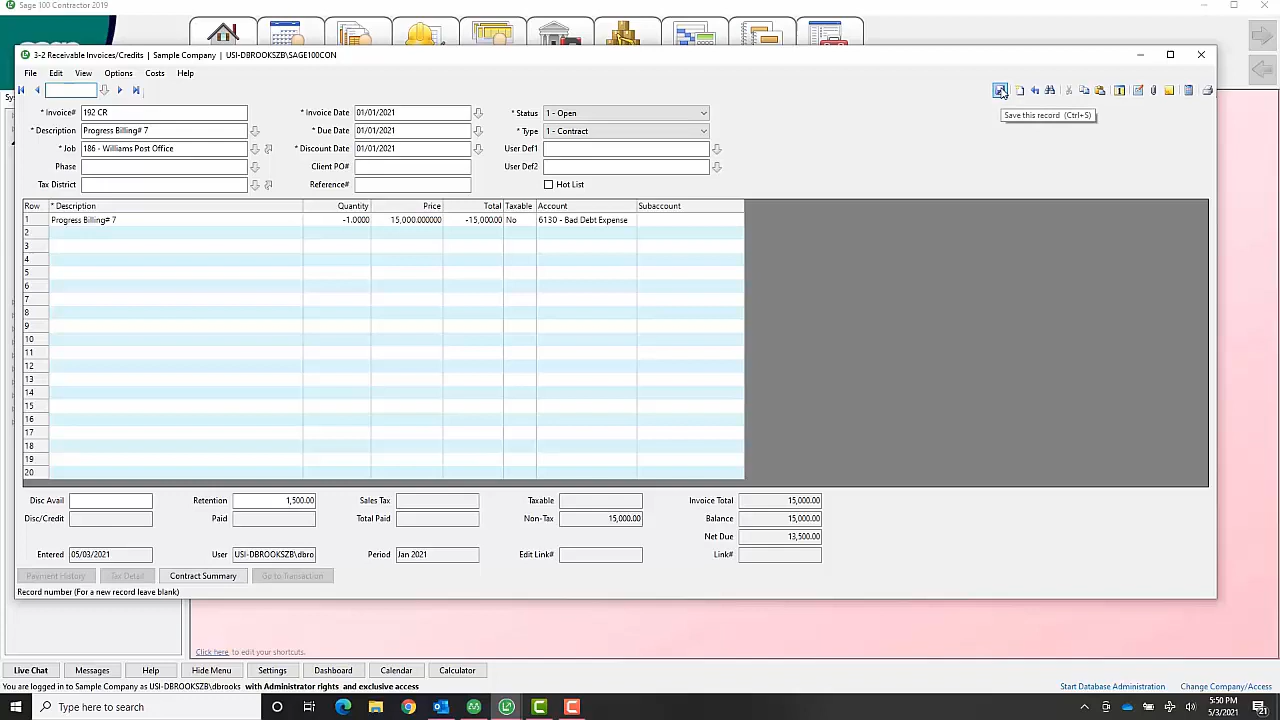 Sage 100 Contractor 2019
3-2 Receivable Invoices/Credits | Sample Company | USI-DBROOKSZB\SAGE100CON
File Edit View Options Costs Help
* Invoice# 192 CR * Invoice Date 01/01/2021 * Status 1 - Open
Save this record (Ctrl+S)
* Description Progress Billing# 7 * Due Date 01/01/2021 * Type 1 - Contract
* Job 186 - Williams Post Office * Discount Date 01/01/2021 User Def1
Phase Client PO# User Def2
Tax District Reference# Hot List
Row * Description Quantity Price Total Taxable Account Subaccount
1 Progress Billing# 7 -1.0000 15,000.000000 -15,000.00 No 6130 - Bad Debt Expense
2
3
4
5
6
7
8
9
10
11
12
13
14
15
16
17
18
19
20
Disc Avail Retention 1,500.00 Sales Tax Taxable Invoice Total 15,000.00
Disc/Credit Paid Total Paid Non-Tax 15,000.00 Balance 15,000.00
Net Due 13,500.00
Entered 05/03/2021 User USI-DBROOKSZB\dbro Period Jan 2021 Edit Link# Link#
Payment History Tax Detail Contract Summary Go to Transaction
Record number (For a new record leave blank)
Click here to edit your shortcuts.
Live Chat Messages Help Hide Menu Settings Dashboard Calendar Calculator
You are logged in to Sample Company as USI-DBROOKSZB\dbrooks with Administrator rights and exclusive access Start Database Administration Change Company/Access
Type here to search
5:50 PM
5/3/2021